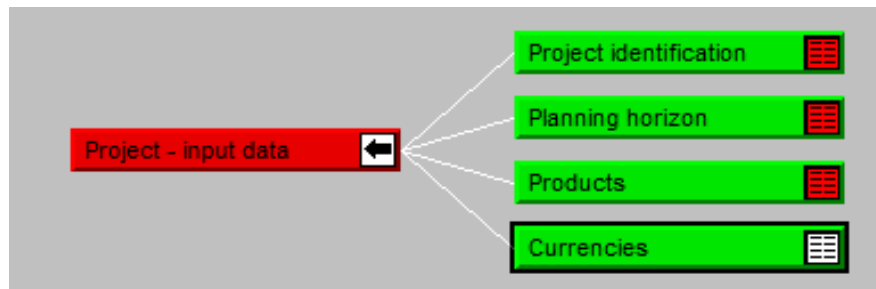 Project identification
Planning horizon
Project - input data
Products
Currencies